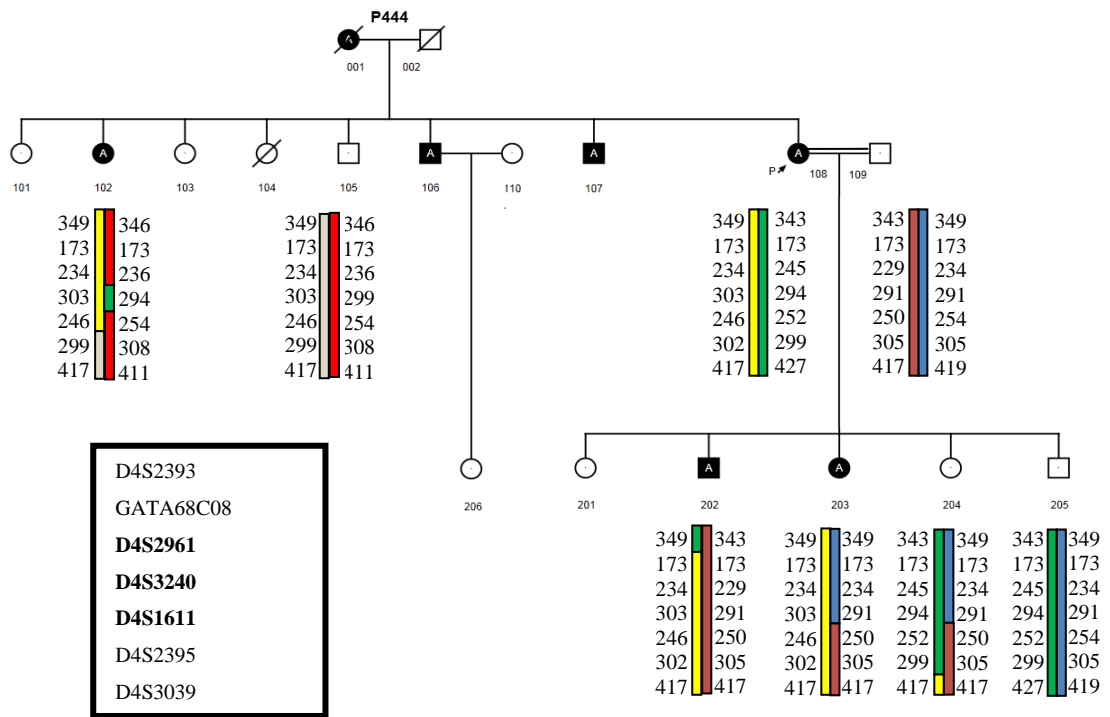 P444
A
001 002
A A A A
P
101 102 103 104 105 106 110 107 108 109
349 346 349 346 349 343 343 349
173 173 173 173 173 173 173 173
234 236 234 236 234 245 229 234
303 294 303 299 303 294 291 291
246 254 246 254 246 252 250 254
299 308 299 308 302 299 305 305
417 411 417 411 417 427 417 419
A A
206 201 202 203 204 205
D4S2393
GATA68C08
D4S2961
D4S3240
D4S1611
D4S2395
D4S3039
349 343 349 349 343 349 343 349
173 173 173 173 173 173 173 173
234 229 234 234 245 234 245 234
303 291 303 291 294 291 294 291
246 250 246 250 252 250 252 254
302 305 302 305 299 305 299 305
417 417 417 417 417 417 427 419